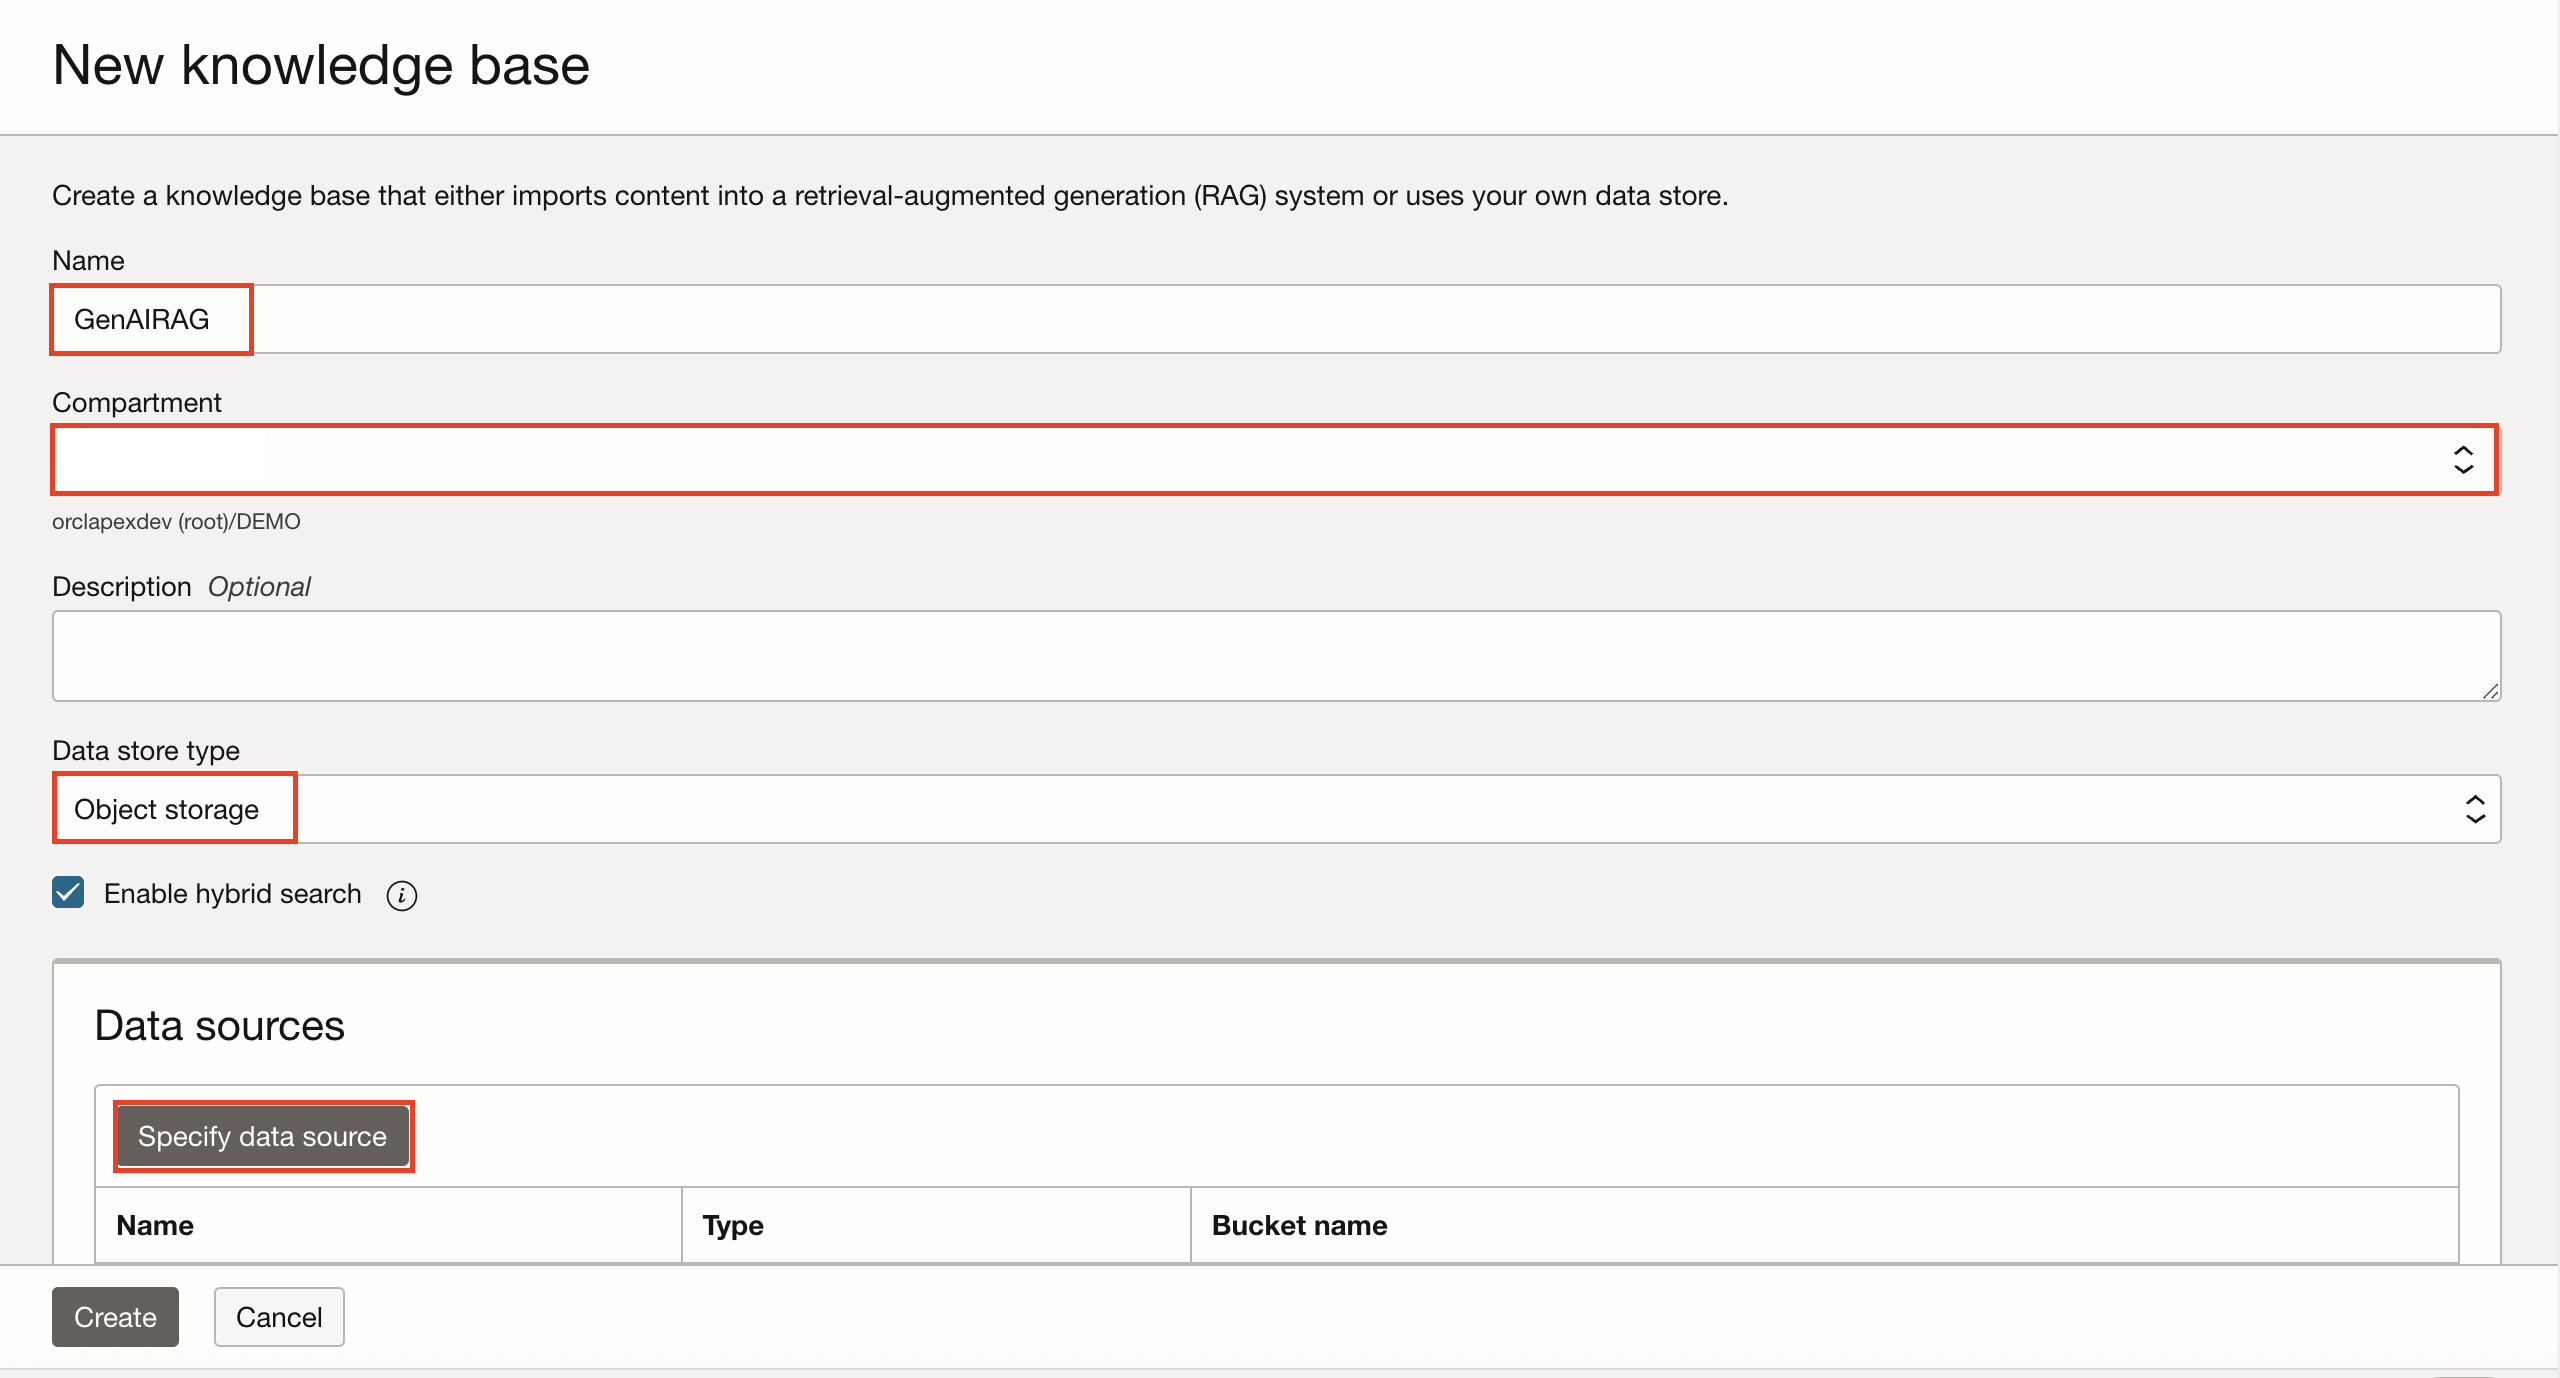 New knowledge base
Create a knowledge base that either imports content into a retrieval-augmented generation (RAG) system or uses your own data store.
Name
GenAIRAG
Compartment
orclapexdev (root)/DEMO
Description Optional
Data store type
Object storage
Enable hybrid search
Data sources
Specify data source
Name Type Bucket name
Create Cancel